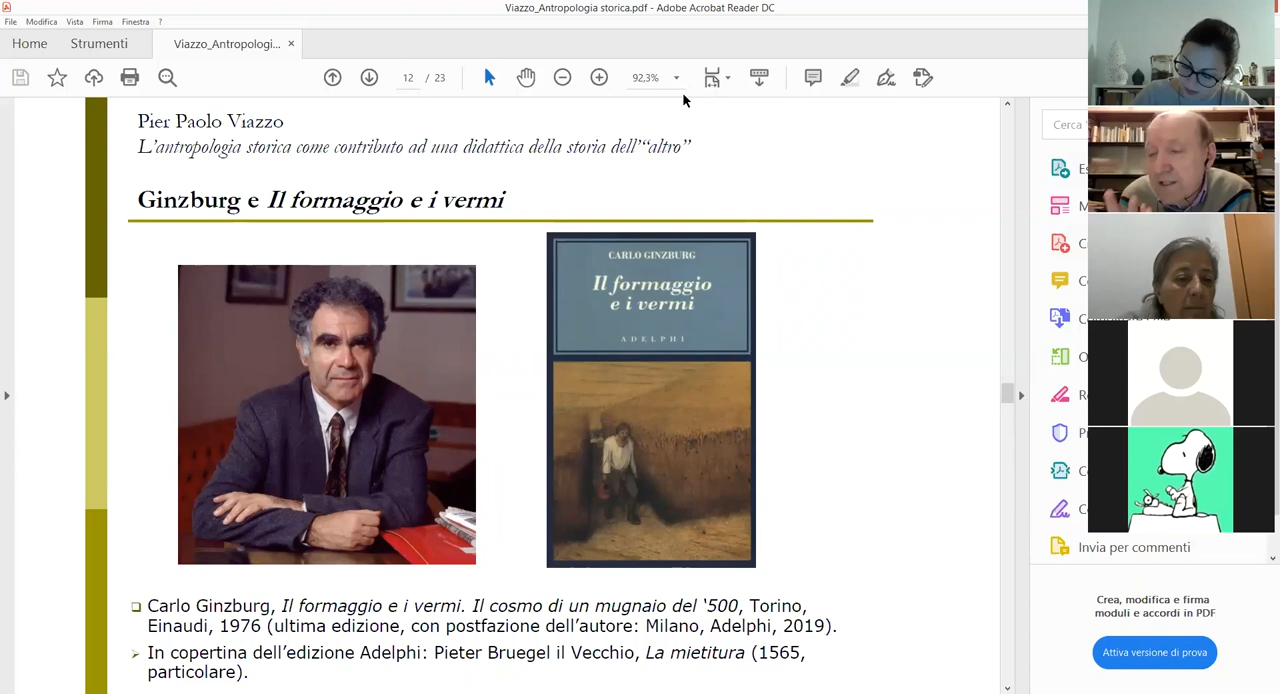 Viazzo_Antropologia storica.pdf - Adobe Acrobat Reader DC
File Modifica Vista Firma Finestra ?
Home Strumenti Viazzo_Antropologi... ×
12 / 23 92,3%
Pier Paolo Viazzo
L'antropologia storica come contributo ad una didattica della storia dell'“altro”
Ginzburg e Il formaggio e i vermi
CARLO GINZBURG
Il formaggio
e i vermi
ADELPHI
Carlo Ginzburg, Il formaggio e i vermi. Il cosmo di un mugnaio del ‘500, Torino,
Einaudi, 1976 (ultima edizione, con postfazione dell’autore: Milano, Adelphi, 2019).
In copertina dell’edizione Adelphi: Pieter Bruegel il Vecchio, La mietitura (1565,
particolare).
Cerca
Invia per commenti
Crea, modifica e firma
moduli e accordi in PDF
Attiva versione di prova